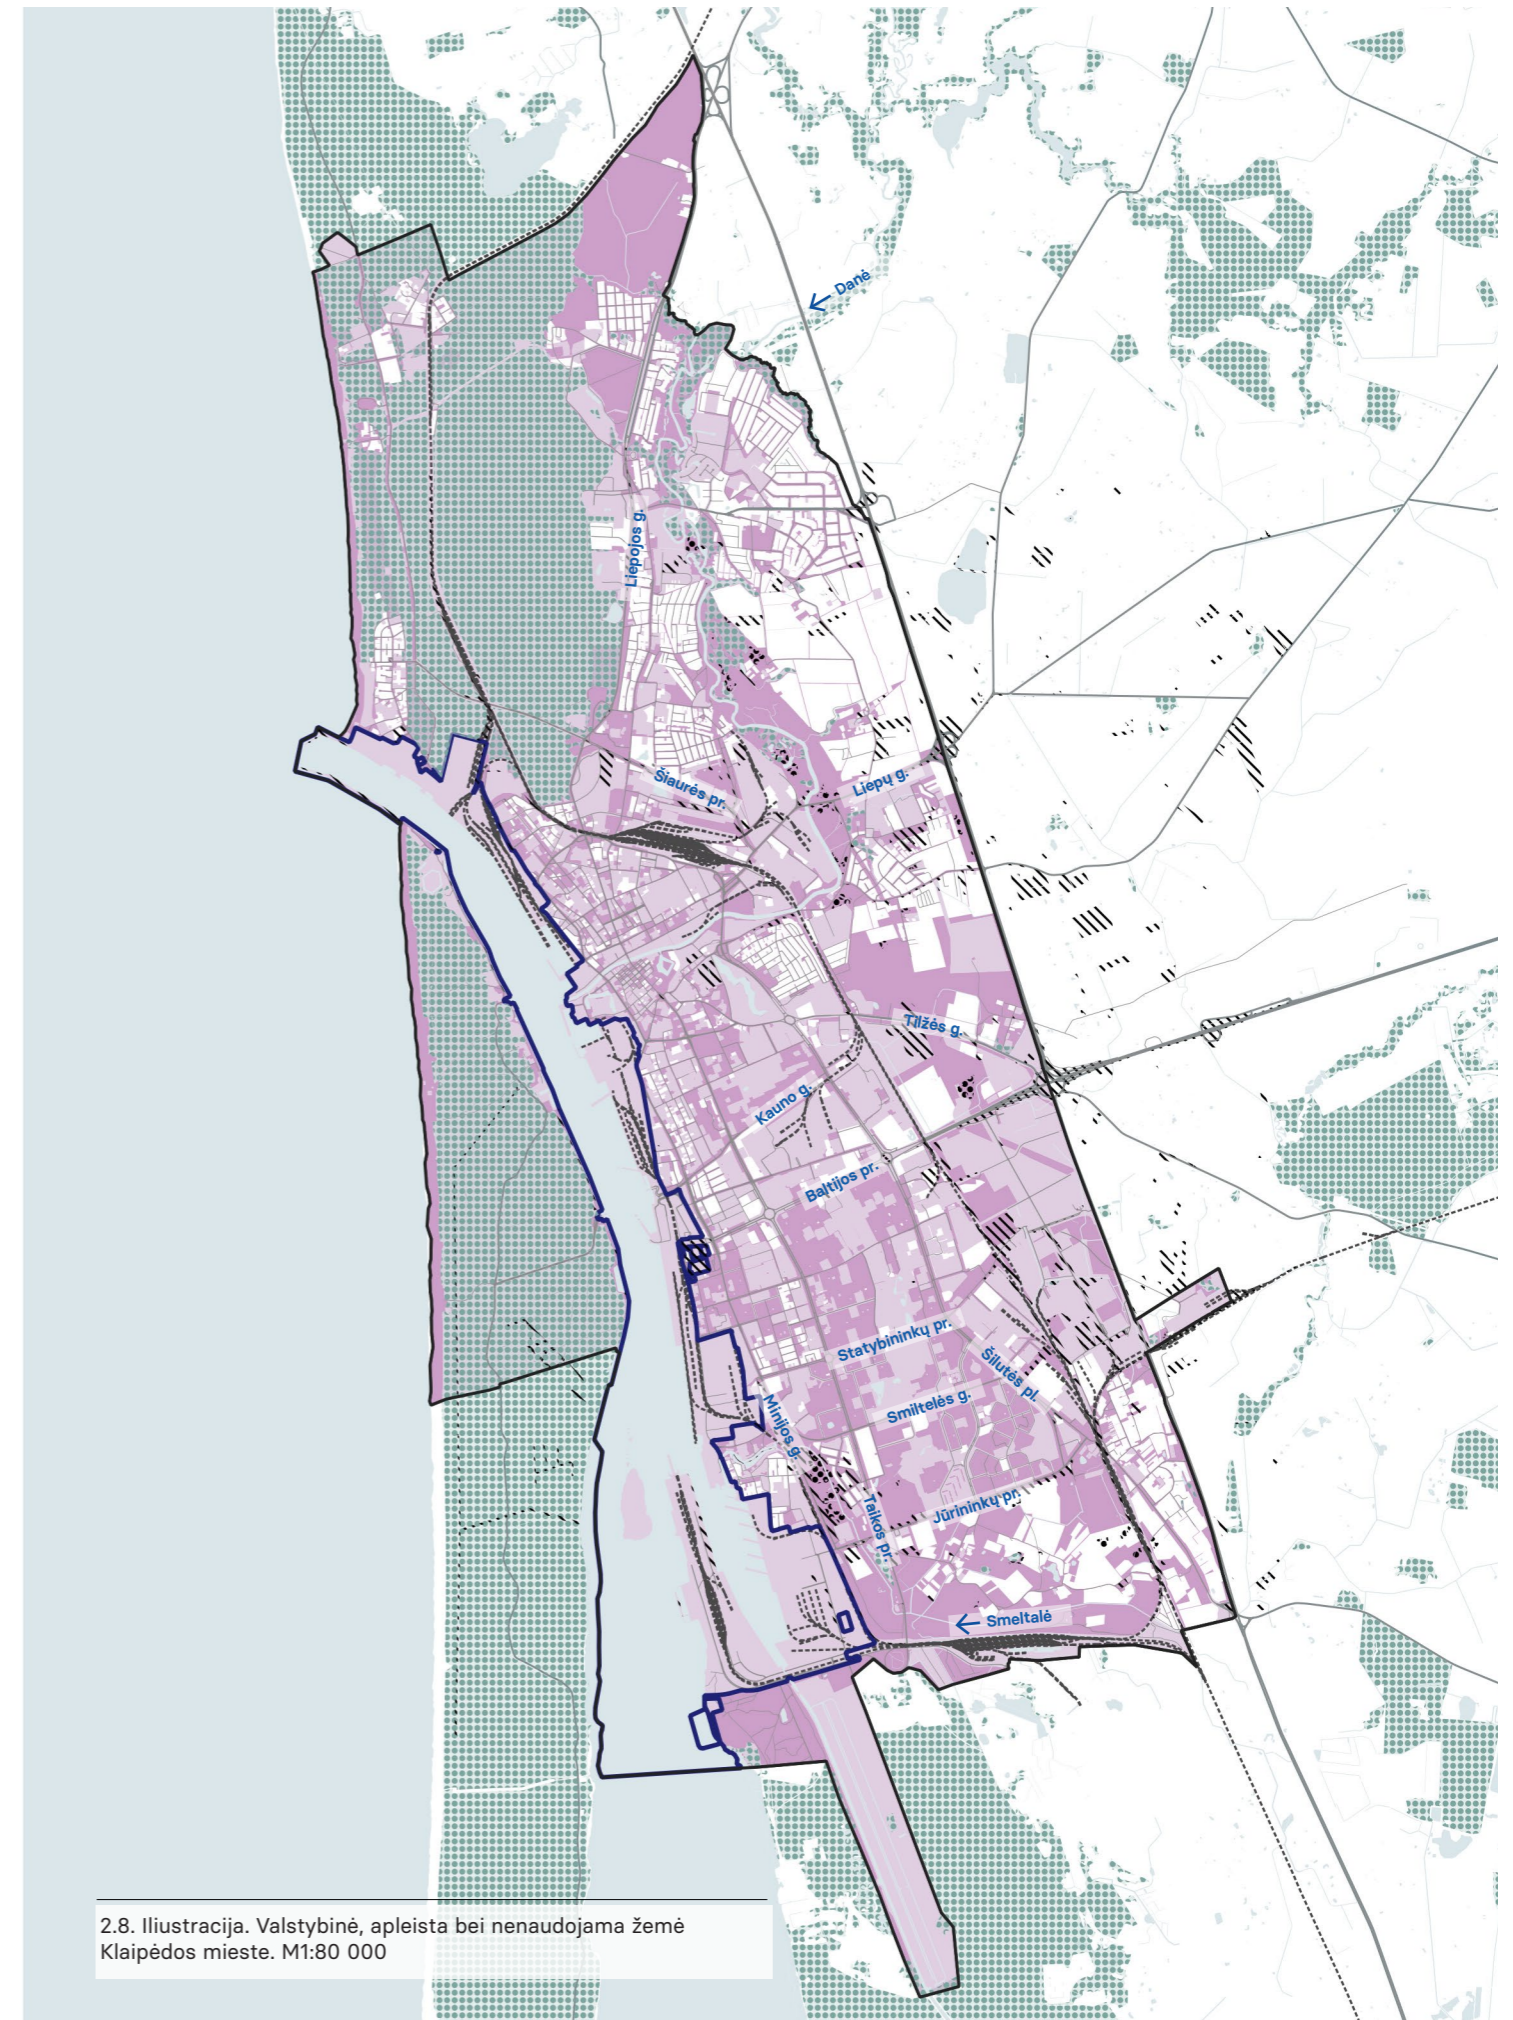 Danė
Liepojos g.
Šiaurės pr.
Liepų g.
Tilžės g.
Kauno g.
Baltijos pr.
Statybininkų pr.
Šilutės pl.
Smiltelės g.
Minijos g.
Taikos pr.
Jūrininkų pr.
Smeltalė
2.8. Iliustracija. Valstybinė, apleista bei nenaudojama žemė
Klaipėdos mieste. M1:80 000